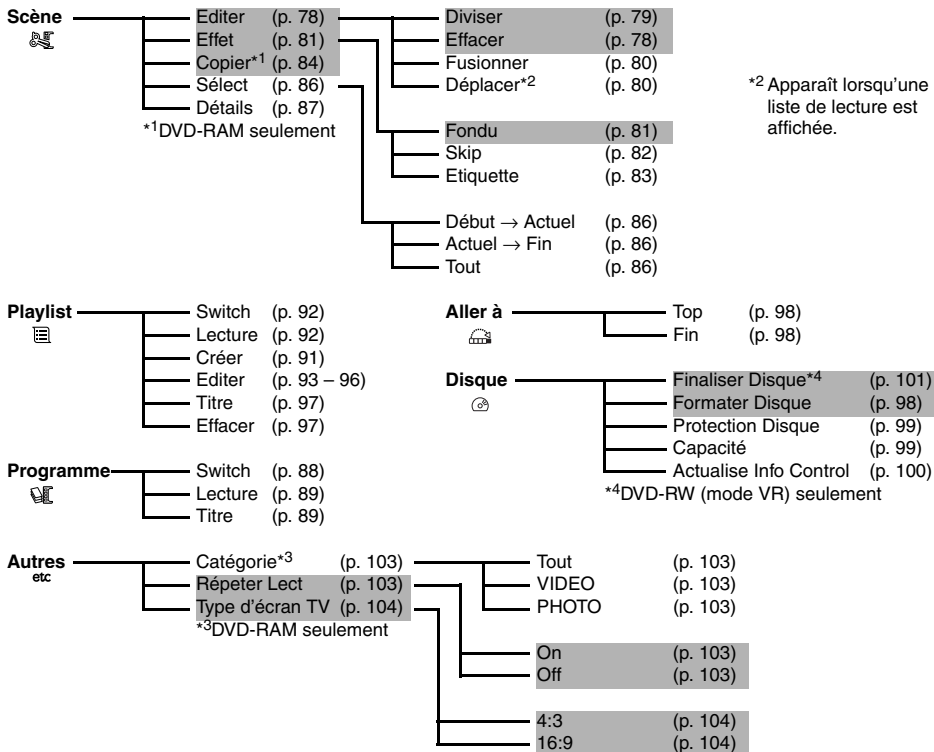 Scène
Editer (p. 78)
Effet (p. 81)
Copier*1 (p. 84)
Sélect (p. 86)
Détails (p. 87)
*1DVD-RAM seulement
Diviser (p. 79)
Effacer (p. 78)
Fusionner (p. 80)
Déplacer*2 (p. 80)
*2 Apparaît lorsqu'une
liste de lecture est
affichée.
Fondu (p. 81)
Skip (p. 82)
Etiquette (p. 83)
Début → Actuel (p. 86)
Actuel → Fin (p. 86)
Tout (p. 86)
Playlist
Switch (p. 92)
Lecture (p. 92)
Créer (p. 91)
Editer (p. 93 – 96)
Titre (p. 97)
Effacer (p. 97)
Aller à
Top (p. 98)
Fin (p. 98)
Disque
Finaliser Disque*4 (p. 101)
Formater Disque (p. 98)
Protection Disque (p. 99)
Capacité (p. 99)
Actualise Info Control (p. 100)
*4DVD-RW (mode VR) seulement
Programme
Switch (p. 88)
Lecture (p. 89)
Titre (p. 89)
Autres
etc
Catégorie*3 (p. 103)
Répeter Lect (p. 103)
Type d'écran TV (p. 104)
*3DVD-RAM seulement
Tout (p. 103)
VIDEO (p. 103)
PHOTO (p. 103)
On (p. 103)
Off (p. 103)
4:3 (p. 104)
16:9 (p. 104)